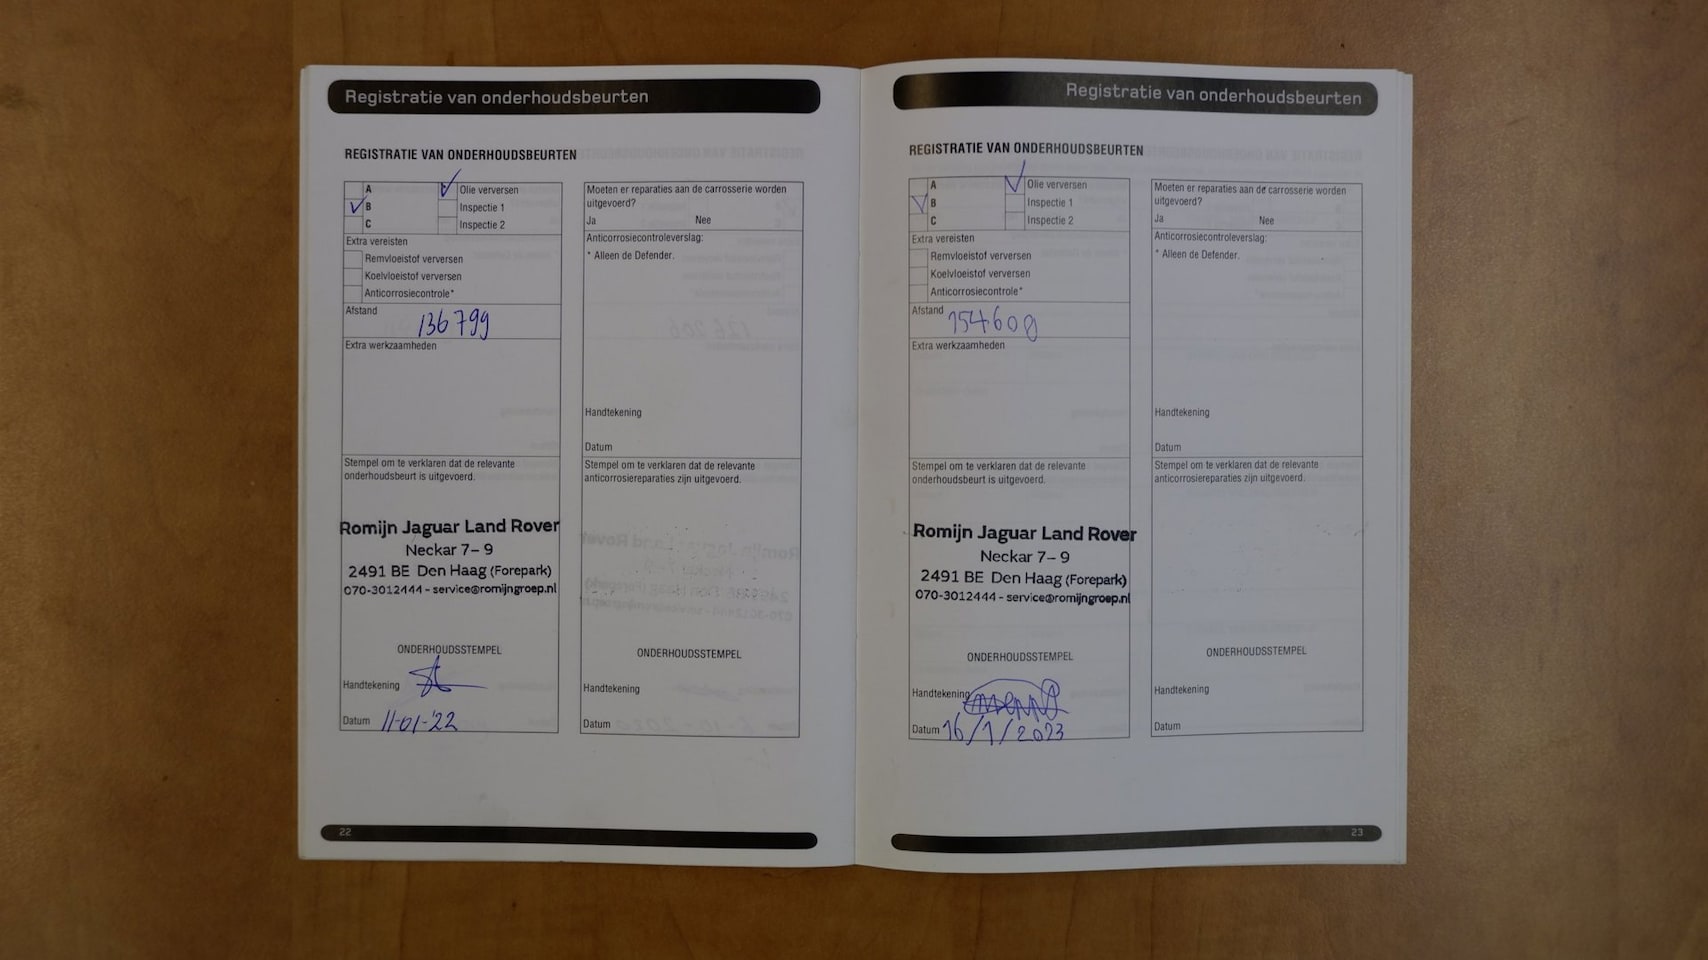 Registratie van onderhoudsbeurten
REGISTRATIE VAN ONDERHOUDSBEURTEN
A
B
C
Olie verversen
Inspectie 1
Inspectie 2
Extra vereisten
Remvloeistof verversen
Koelvloeistof verversen
Anticorrosiecontrole*
Afstand 136799
Extra werkzaamheden
Stempel om te verklaren dat de relevante
onderhoudsbeurt is uitgevoerd.
Romijn Jaguar Land Rover
Neckar 7-9
2491 BE Den Haag (Forepark)
070-3012444 - service@romijngroep.nl
ONDERHOUDSSTEMPEL
Handtekening
Datum 11-01-'22
Moeten er reparaties aan de carrosserie worden
uitgevoerd?
Ja Nee
Anticorrosiecontroleverslag:
* Alleen de Defender.
Handtekening
Datum
Stempel om te verklaren dat de relevante
anticorrosiereparaties zijn uitgevoerd.
ONDERHOUDSSTEMPEL
Handtekening
Datum
22
Registratie van onderhoudsbeurten
REGISTRATIE VAN ONDERHOUDSBEURTEN
A
B
C
Olie verversen
Inspectie 1
Inspectie 2
Extra vereisten
Remvloeistof verversen
Koelvloeistof verversen
Anticorrosiecontrole*
Afstand 154600
Extra werkzaamheden
Stempel om te verklaren dat de relevante
onderhoudsbeurt is uitgevoerd.
Romijn Jaguar Land Rover
Neckar 7-9
2491 BE Den Haag (Forepark)
070-3012444 - service@romijngroep.nl
ONDERHOUDSSTEMPEL
Handtekening
Datum 16/1/2023
Moeten er reparaties aan de carrosserie worden
uitgevoerd?
Ja Nee
Anticorrosiecontroleverslag:
* Alleen de Defender.
Handtekening
Datum
Stempel om te verklaren dat de relevante
anticorrosiereparaties zijn uitgevoerd.
ONDERHOUDSSTEMPEL
Handtekening
Datum
23